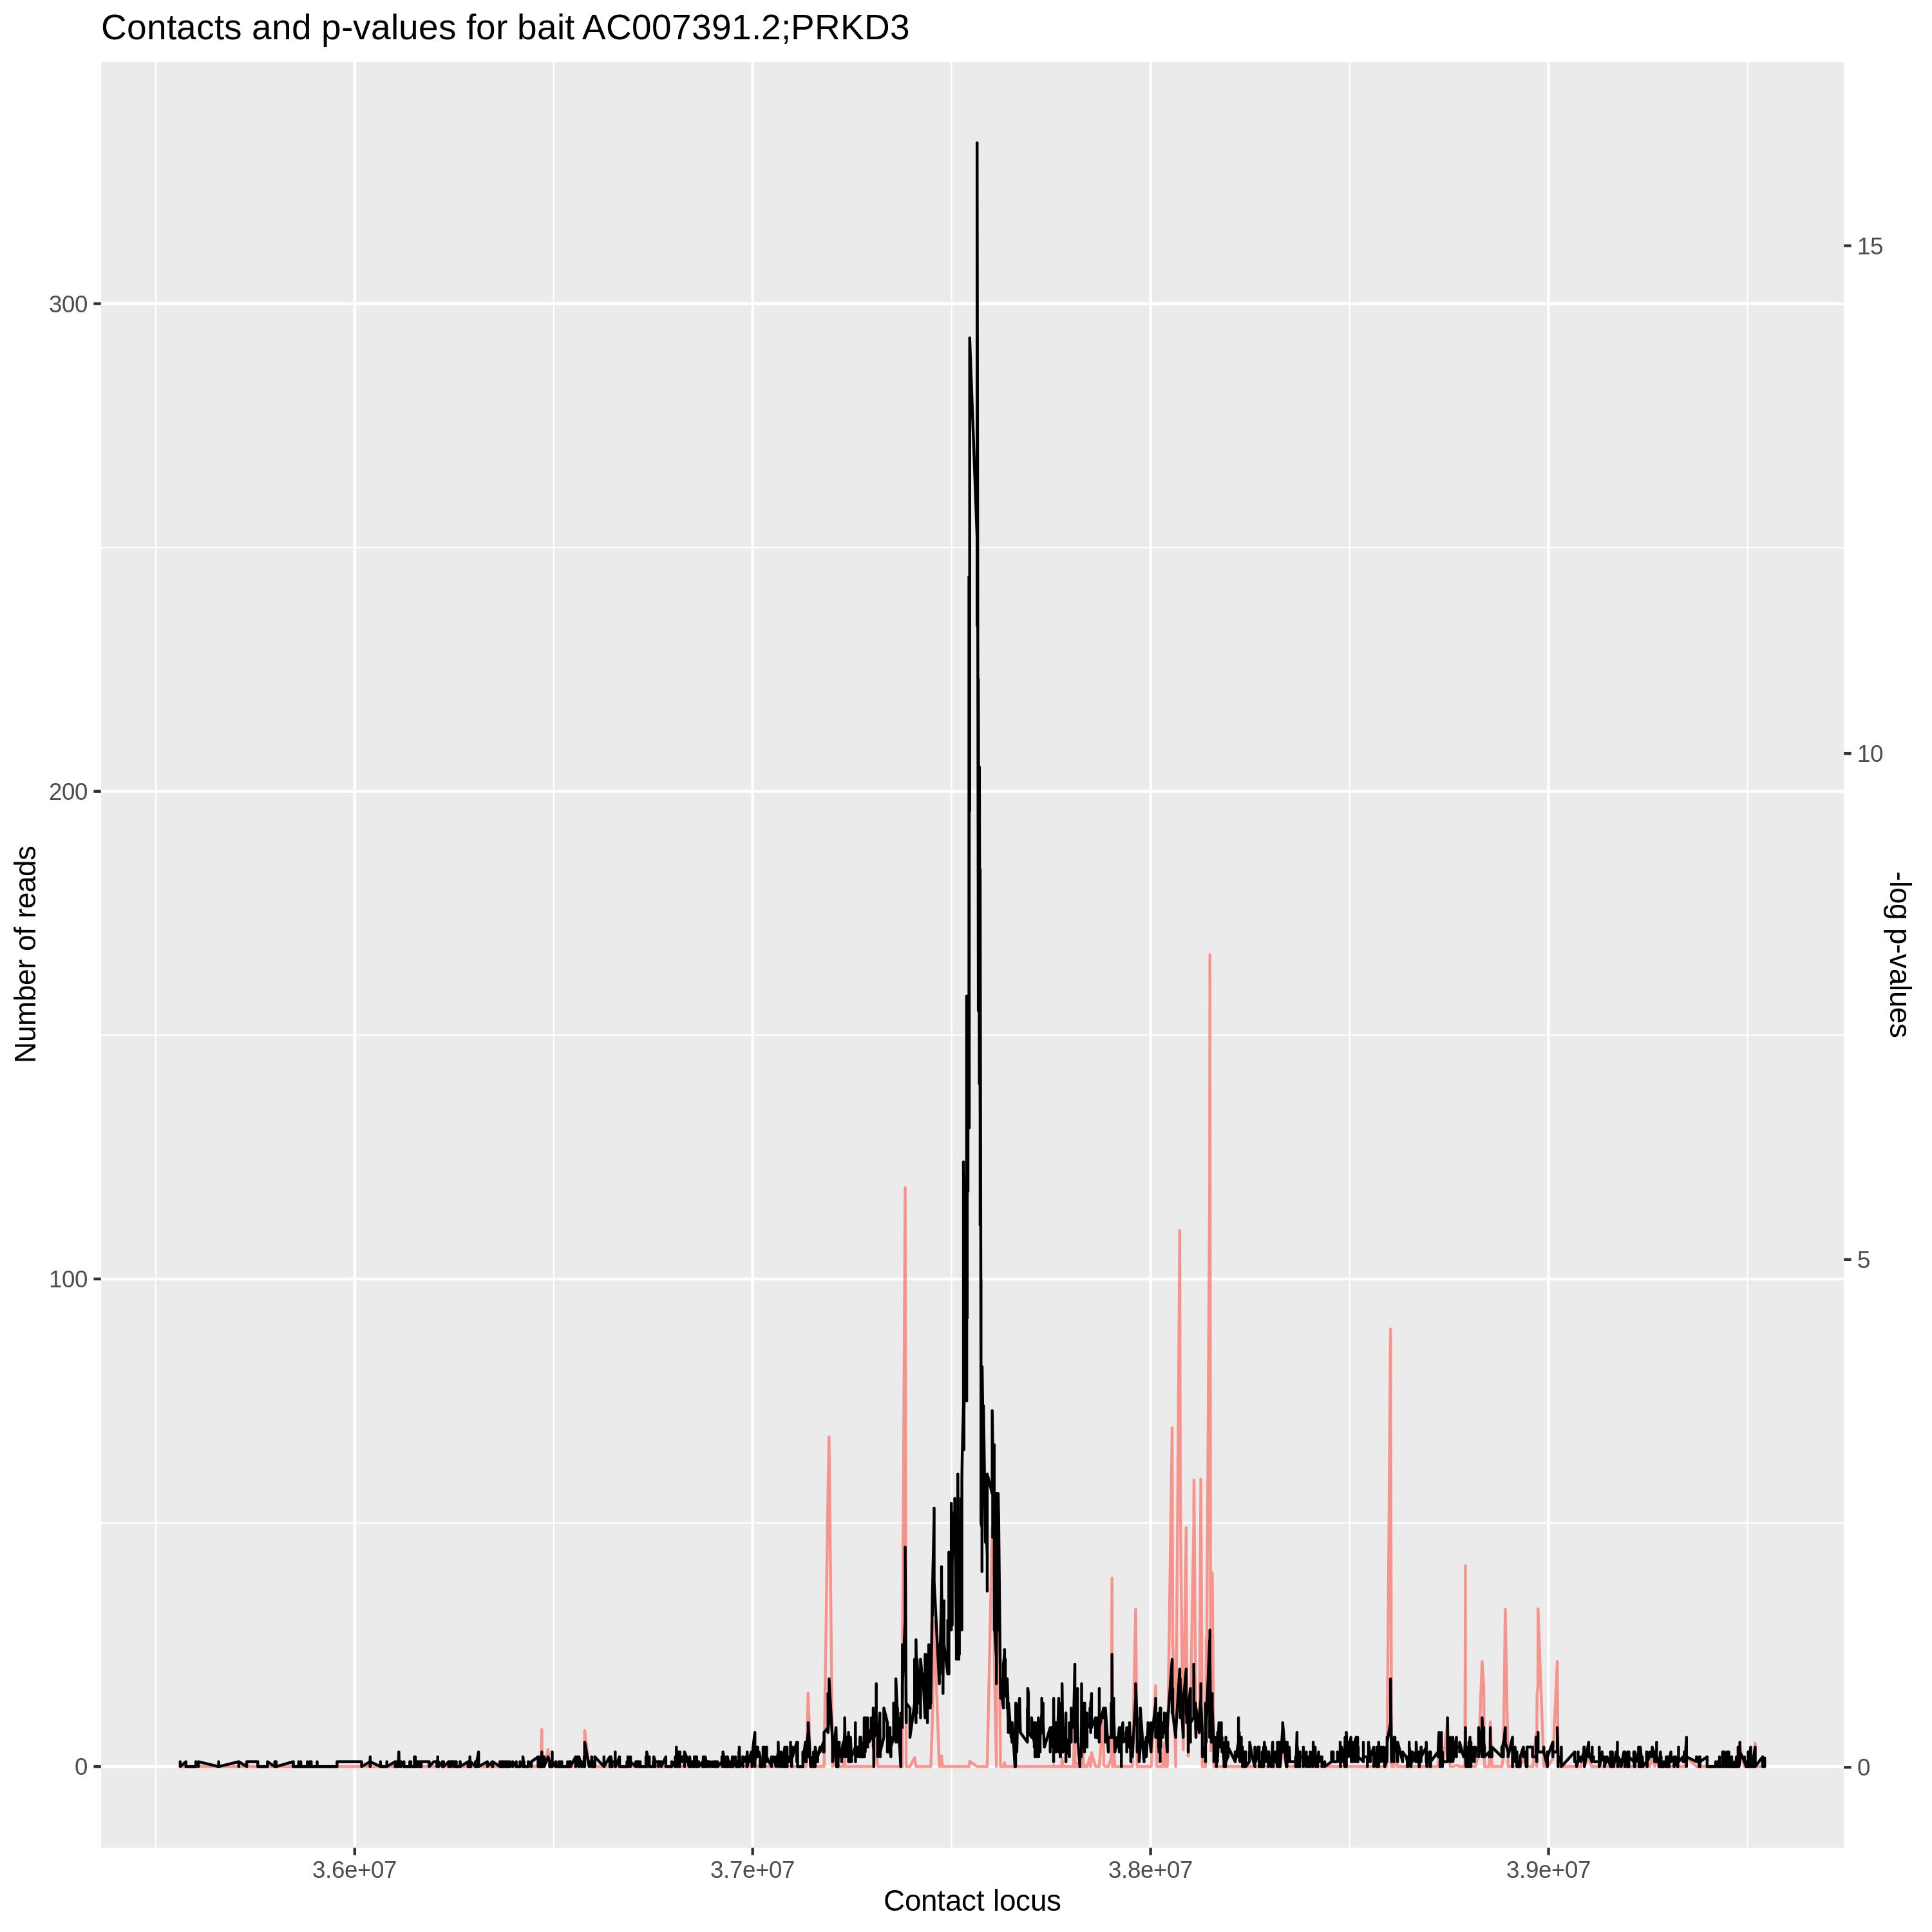 Contacts and p-values for bait AC007391.2;PRKD3
Number of reads
300
200
100
0
15
10
5
0
-log p-values
3.6e+07
3.7e+07
3.8e+07
3.9e+07
Contact locus